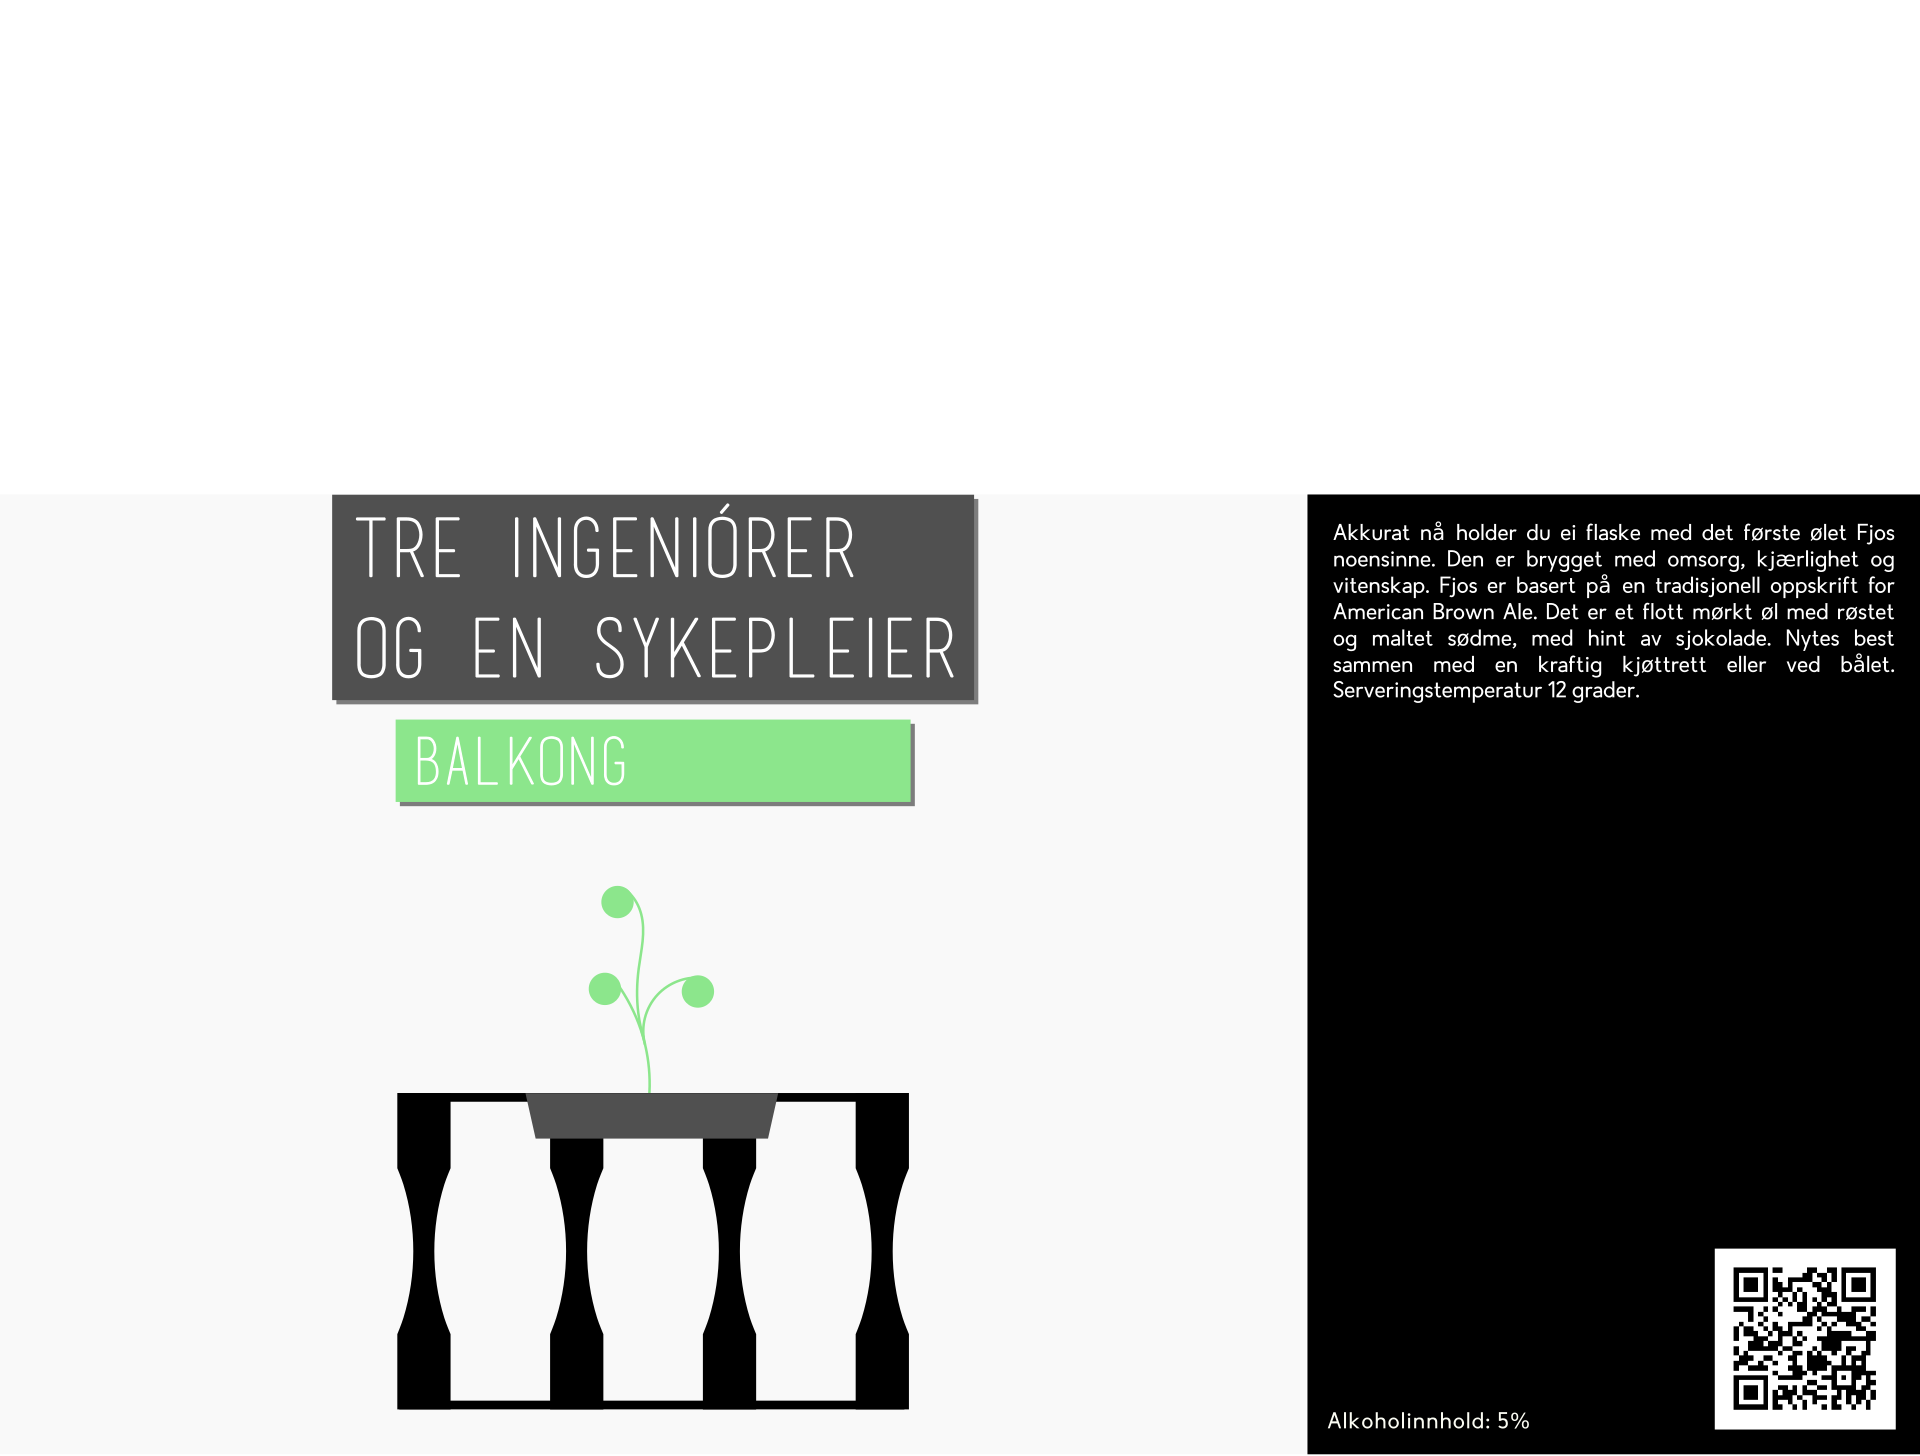 TRE INGENIÓRER
OG EN SYKEPLEIER
BALKONG
Akkurat nå holder du ei flaske med det første ølet Fjos
noensinne. Den er brygget med omsorg, kjærlighet og
vitenskap. Fjos er basert på en tradisjonell oppskrift for
American Brown Ale. Det er et flott mørkt øl med røstet
og maltet sødme, med hint av sjokolade. Nytes best
sammen med en kraftig kjøttrett eller ved bålet.
Serveringstemperatur 12 grader.
Alkoholinnhold: 5%